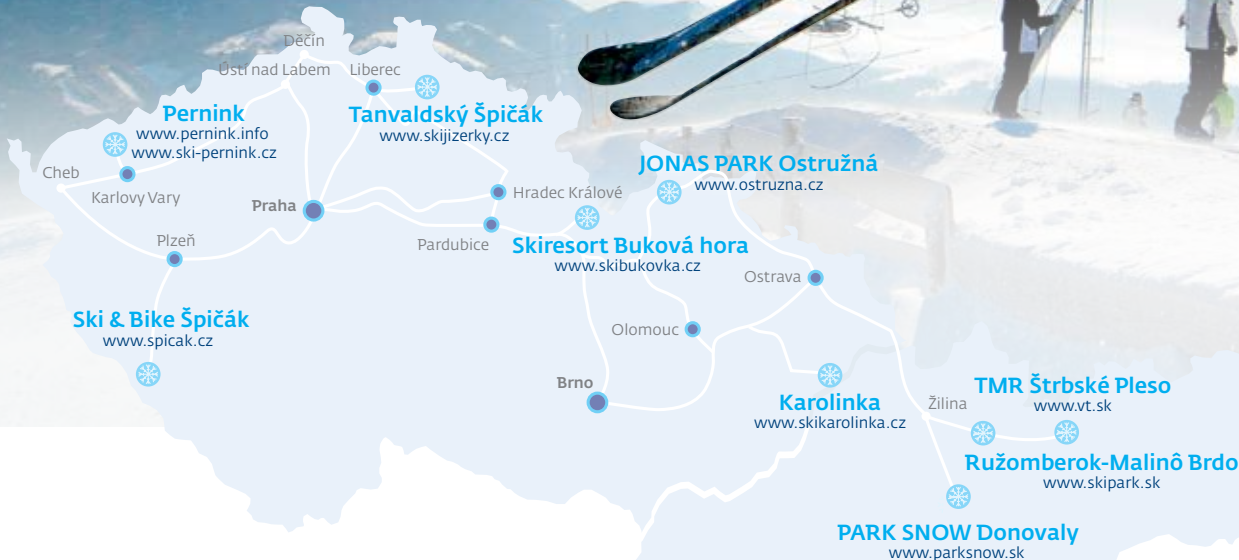 Děčín
Ústí nad Labem
Liberec
Pernink
www.pernink.info
www.ski-pernink.cz
Tanvaldský Špičák
www.skijizerky.cz
Cheb
Karlovy Vary
JONAS PARK Ostružná
www.ostruzna.cz
Praha
Hradec Králové
Plzeň
Pardubice
Skiresort Buková hora
www.skibukovka.cz
Ostrava
Ski & Bike Špičák
www.spicak.cz
Olomouc
Brno
Karolinka
www.skikarolinka.cz
Žilina
TMR Štrbské Pleso
www.vt.sk
Ružomberok-Malinô Brdo
www.skipark.sk
PARK SNOW Donovaly
www.parksnow.sk